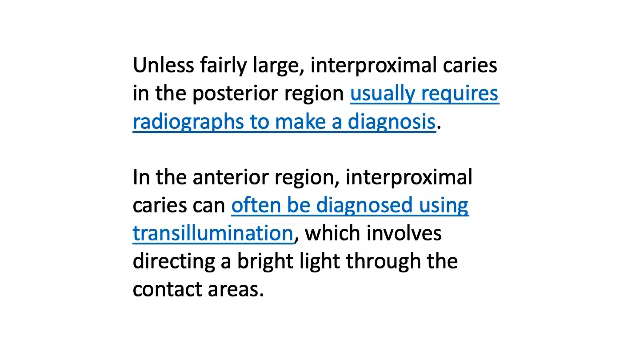 Unless fairly large, interproximal caries
in the posterior region usually requires
radiographs to make a diagnosis.
In the anterior region, interproximal
caries can often be diagnosed using
transillumination, which involves
directing a bright light through the
contact areas.